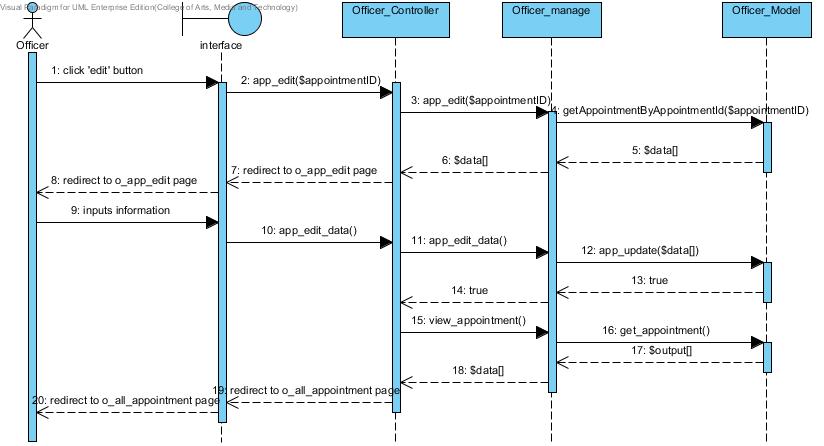 Visual Paradigm for UML Enterprise Edition(College of Arts, Media and Technology)
Officer
interface
Officer_Controller
Officer_manage
Officer_Model
1: click 'edit' button
2: app_edit($appointmentID)
3: app_edit($appointmentID)
4: getAppointmentByAppointmentId($appointmentID)
5: $data[]
6: $data[]
7: redirect to o_app_edit page
8: redirect to o_app_edit page
9: inputs information
10: app_edit_data()
11: app_edit_data()
12: app_update($data[])
13: true
14: true
15: view_appointment()
16: get_appointment()
17: $output[]
18: $data[]
19: redirect to o_all_appointment page
20: redirect to o_all_appointment page